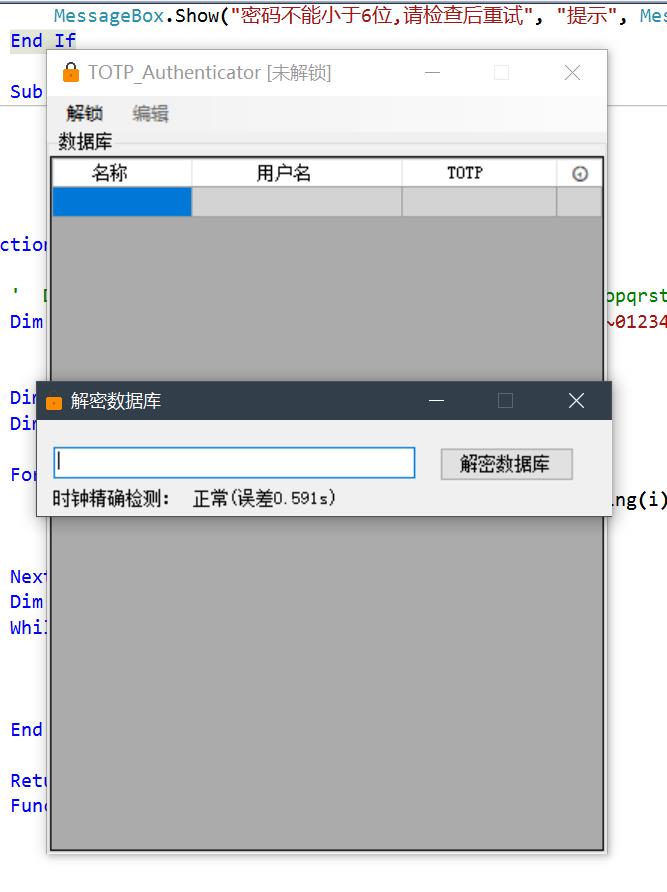 MessageBox.Show("密码不能小于6位,请检查后重试", "提示", Mes
End If
TOTP_Authenticator [未解锁]
Sub
解锁 编辑
数据库
名称 用户名 TOTP
ction
' D opqrst
Dim ~01234
解密数据库
Dim
Dim
解密数据库
For
时钟精确检测： 正常(误差0.591s) ng(i)
Next
Dim
Whil
End
Retu
Func